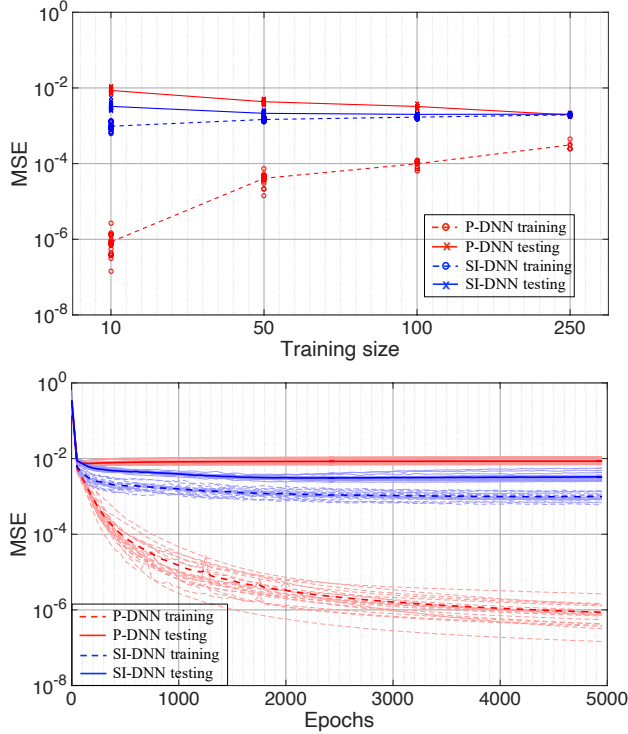 10^0
10^-2
MSE
10^-4
10^-6
10^-8
P-DNN training
P-DNN testing
SI-DNN training
SI-DNN testing
10 50 100 250
Training size
10^0
10^-2
MSE
10^-4
10^-6
10^-8
P-DNN training
P-DNN testing
SI-DNN training
SI-DNN testing
0 1000 2000 3000 4000 5000
Epochs